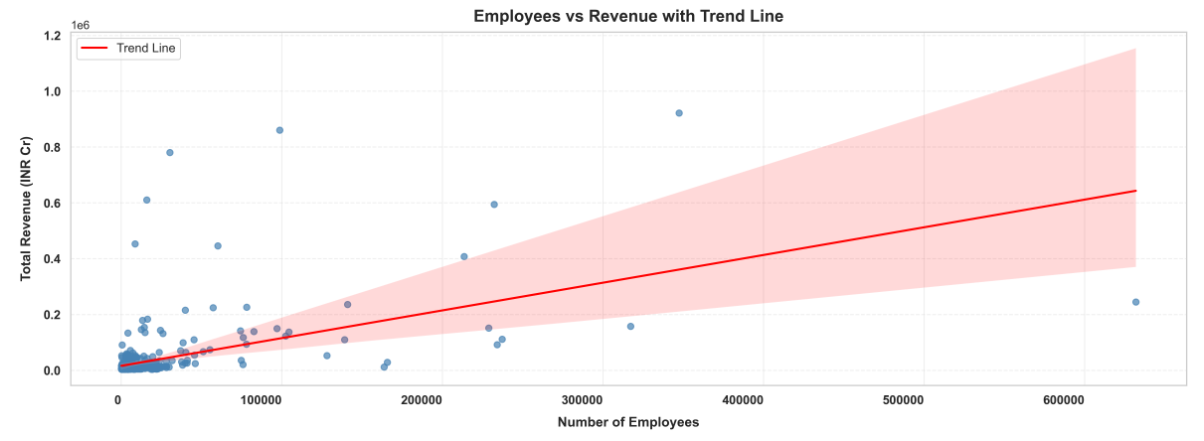 Employees vs Revenue with Trend Line
1e6
1.2
Trend Line
1.0
0.8
0.6
0.4
0.2
0.0
Total Revenue (INR Cr)
0 100000 200000 300000 400000 500000 600000
Number of Employees